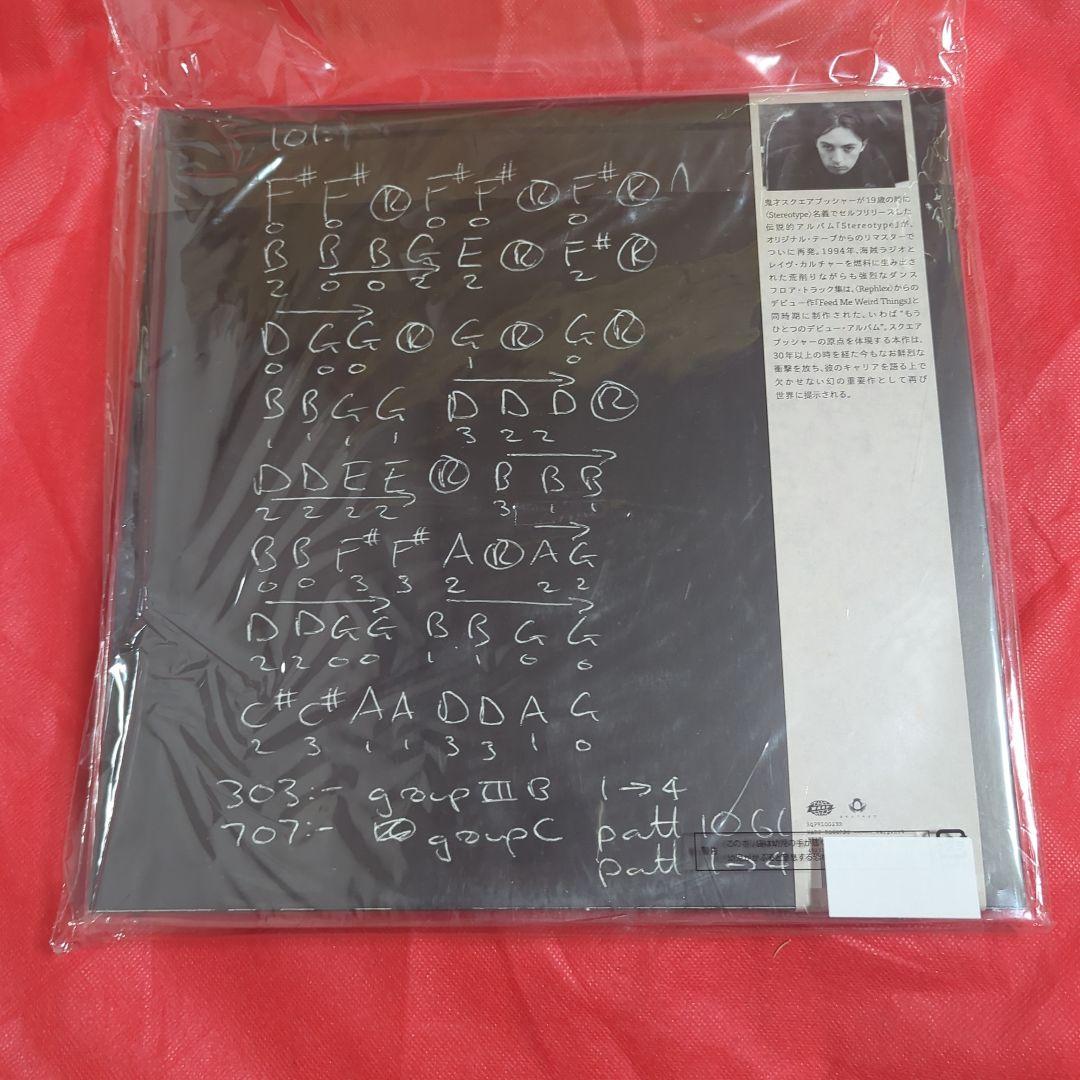 101:-
F# F# Ⓡ F# F# Ⓡ F# Ⓡ
0 0 0 0 0
B B B G E Ⓡ F# Ⓡ
2 0 0 2 2 2
D G G Ⓡ G Ⓡ G Ⓡ
0 0 0 1 0
B B G G D D D Ⓡ
1 1 1 1 3 2 2
D D E E Ⓡ B B B
2 2 2 2 3 1 1
B B F# F# A Ⓡ A G
0 0 3 3 2 2 2
D D G G B B G G
2 2 0 0 1 1 0 0
C# C# A A D D A G
2 3 1 1 3 3 1 0
303:- group III B 1→4
707:- group C patt 10
patt 1→4
鬼才スクエアプッシャーが19歳の時に
〈Stereotype〉名義でセルフリリースした
伝説的アルバム『Stereotype』が、
オリジナル・テープからのリマスターで
ついに再発。1994年、海賊ラジオと
レイヴ・カルチャーを燃料に生み出さ
れた荒削りながらも強烈なダンス
フロア・トラック集は、〈Rephlex〉からの
デビュー作『Feed Me Weird Things』と
同時期に制作された、いわば“もう
ひとつのデビュー・アルバム”。スクエア
プッシャーの原点を体現する本作は、
30年以上の時を経た今もなお鮮烈な
衝撃を放ち、彼のキャリアを語る上で
欠かせない幻の重要作として再び
世界に提示される。